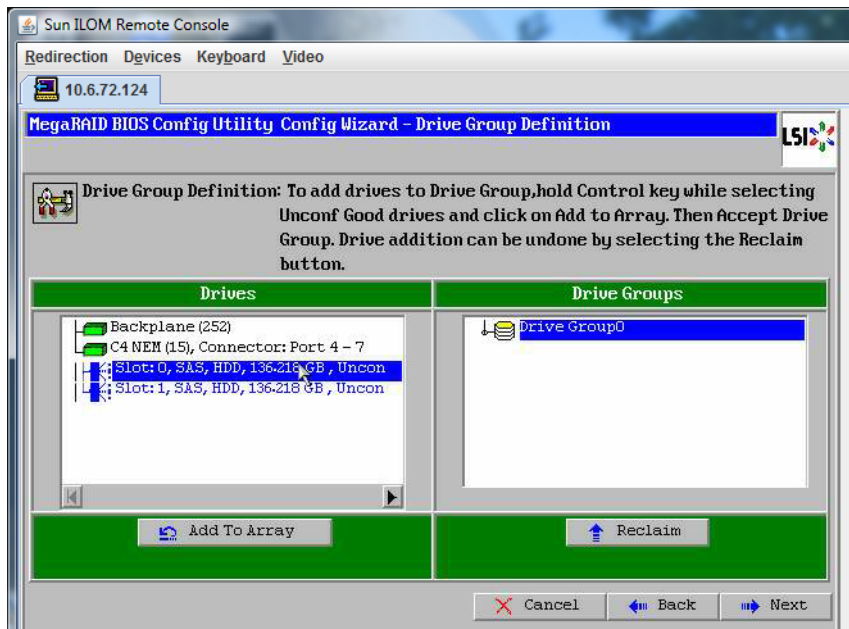 Sun ILOM Remote Console
Redirection Devices Keyboard Video
10.6.72.124
MegaRAID BIOS Config Utility Config Wizard - Drive Group Definition
LSI
Drive Group Definition: To add drives to Drive Group,hold Control key while selecting
Unconf Good drives and click on Add to Array. Then Accept Drive
Group. Drive addition can be undone by selecting the Reclaim
button.
Drives
Drive Groups
Backplane (252)
C4 NEM (15), Connector: Port 4 - 7
Slot: 0, SAS, HDD, 136.218 GB , Uncon
Slot: 1, SAS, HDD, 136.218 GB , Uncon
Drive Group0
Add To Array
Reclaim
Cancel
Back
Next